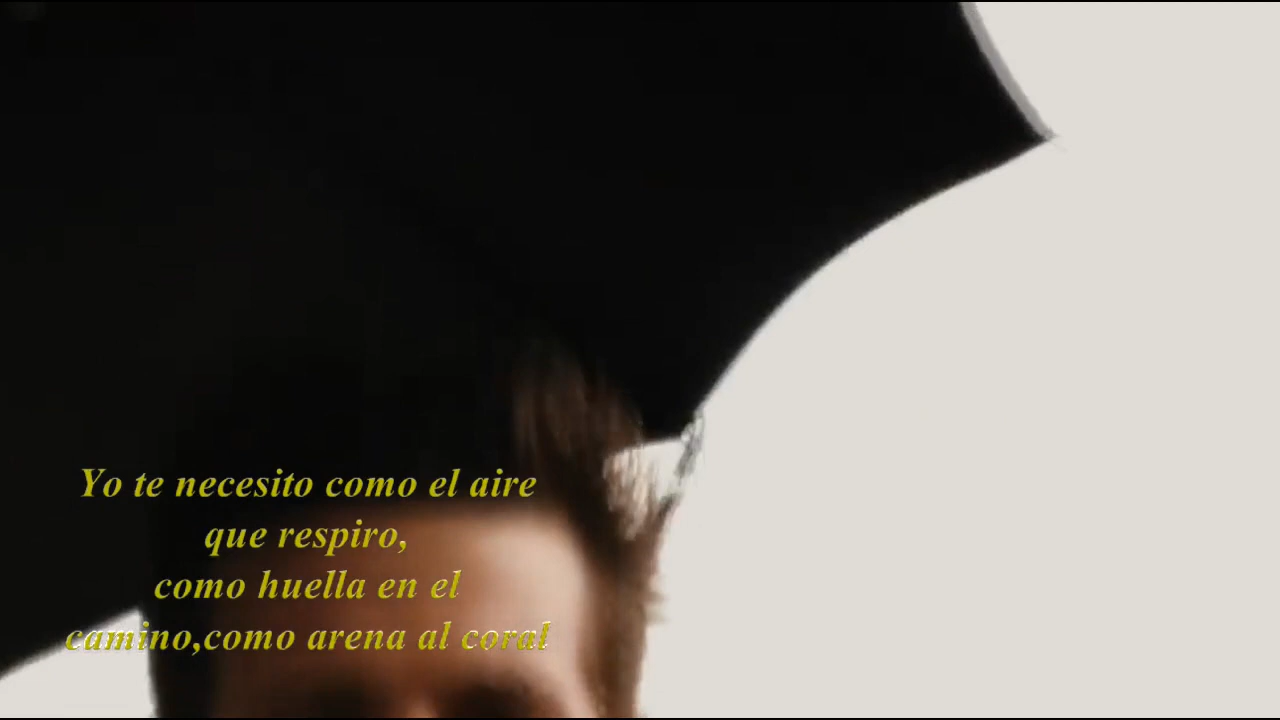 Yo te necesito como el aire
que respiro,
como huella en el
camino,como arena al coral